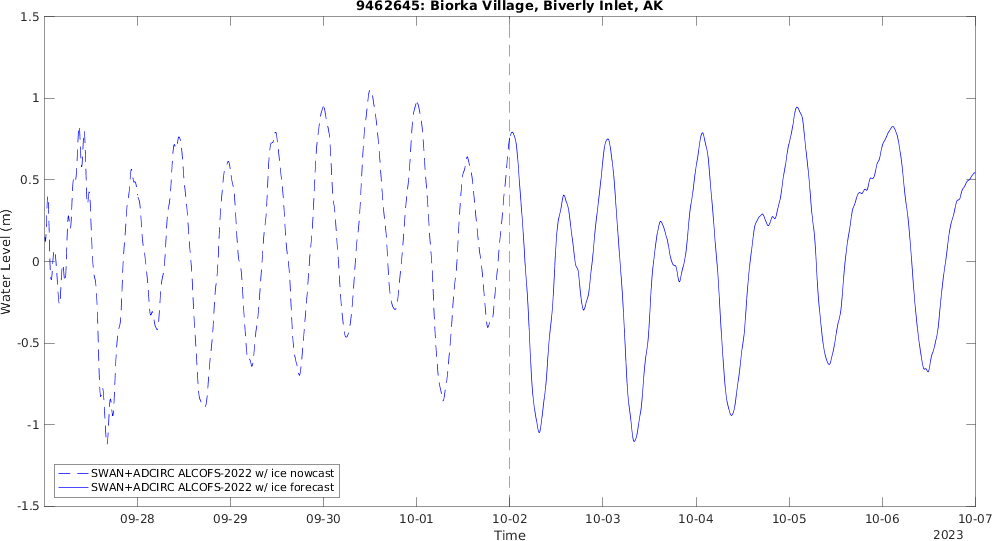 9462645: Biorka Village, Biverly Inlet, AK
1.5
1
0.5
0
-0.5
-1
-1.5
Water Level (m)
SWAN+ADCIRC ALCOFS-2022 w/ ice nowcast
SWAN+ADCIRC ALCOFS-2022 w/ ice forecast
09-28 09-29 09-30 10-01 10-02 10-03 10-04 10-05 10-06 10-07
Time
2023